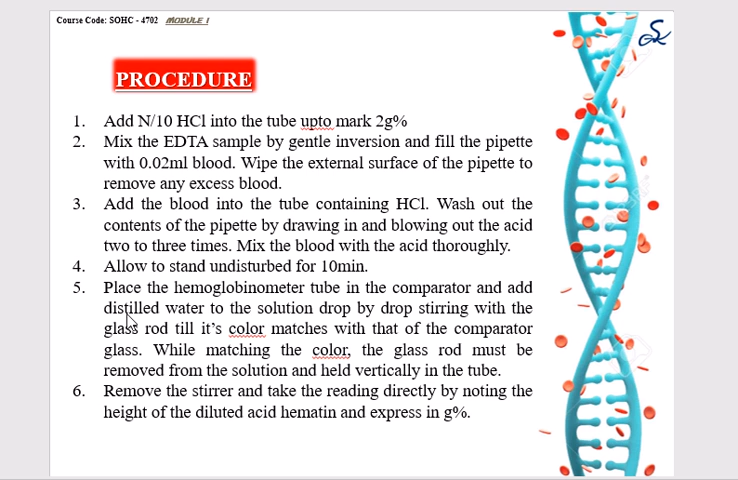 Course Code: SOHC - 4702 MODULE I
PROCEDURE
1. Add N/10 HCl into the tube upto mark 2g%
2. Mix the EDTA sample by gentle inversion and fill the pipette
with 0.02ml blood. Wipe the external surface of the pipette to
remove any excess blood.
3. Add the blood into the tube containing HCl. Wash out the
contents of the pipette by drawing in and blowing out the acid
two to three times. Mix the blood with the acid thoroughly.
4. Allow to stand undisturbed for 10min.
5. Place the hemoglobinometer tube in the comparator and add
distilled water to the solution drop by drop stirring with the
glass rod till it's color matches with that of the comparator
glass. While matching the color, the glass rod must be
removed from the solution and held vertically in the tube.
6. Remove the stirrer and take the reading directly by noting the
height of the diluted acid hematin and express in g%.